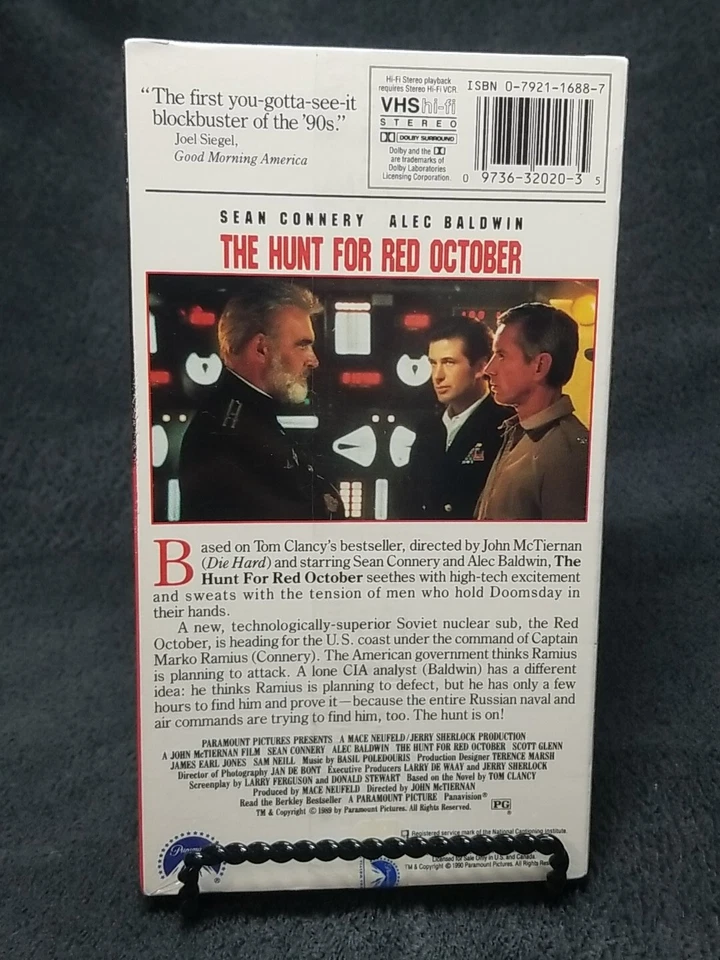 “The first you-gotta-see-it
blockbuster of the ’90s.”
Joel Siegel,
Good Morning America
Hi-Fi Stereo playback
requires Stereo Hi-Fi VCR
VHS hi-fi
STEREO
DOLBY SURROUND
Dolby and the
are trademarks of
Dolby Laboratories
Licensing Corporation.
ISBN 0-7921-1688-7
0 9736-32020-3 5
SEAN CONNERY ALEC BALDWIN
THE HUNT FOR RED OCTOBER
Based on Tom Clancy’s bestseller, directed by John McTiernan
(Die Hard) and starring Sean Connery and Alec Baldwin, The
Hunt For Red October seethes with high-tech excitement
and sweats with the tension of men who hold Doomsday in
their hands.
A new, technologically-superior Soviet nuclear sub, the Red
October, is heading for the U.S. coast under the command of Captain
Marko Ramius (Connery). The American government thinks Ramius
is planning to attack. A lone CIA analyst (Baldwin) has a different
idea: he thinks Ramius is planning to defect, but he has only a few
hours to find him and prove it—because the entire Russian naval and
air commands are trying to find him, too. The hunt is on!
PARAMOUNT PICTURES PRESENTS A MACE NEUFELD/JERRY SHERLOCK PRODUCTION
A JOHN McTIERNAN FILM SEAN CONNERY ALEC BALDWIN THE HUNT FOR RED OCTOBER SCOTT GLENN
JAMES EARL JONES SAM NEILL Music by BASIL POLEDOURIS Production Designer TERENCE MARSH
Director of Photography JAN DE BONT Executive Producers LARRY DE WAAY and JERRY SHERLOCK
Screenplay by LARRY FERGUSON and DONALD STEWART Based on the Novel by TOM CLANCY
Produced by MACE NEUFELD Directed by JOHN McTIERNAN
Read the Berkley Bestseller A PARAMOUNT PICTURE Panavision®
TM & Copyright © 1989 by Paramount Pictures. All Rights Reserved.
PG
®
Registered service mark of the National Captioning Institute.
Licensed for Sale Only in U.S. and Canada.
TM & Copyright © 1990 Paramount Pictures. All Rights